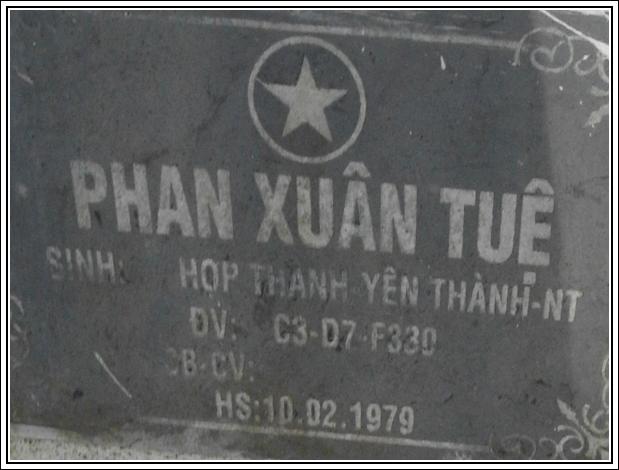 PHAN XUÂN TUỆ
SINH: HỢP THÀNH-YÊN THÀNH-NT
ĐV: C3-D7-F330
CB-CV:
HS:10.02.1979